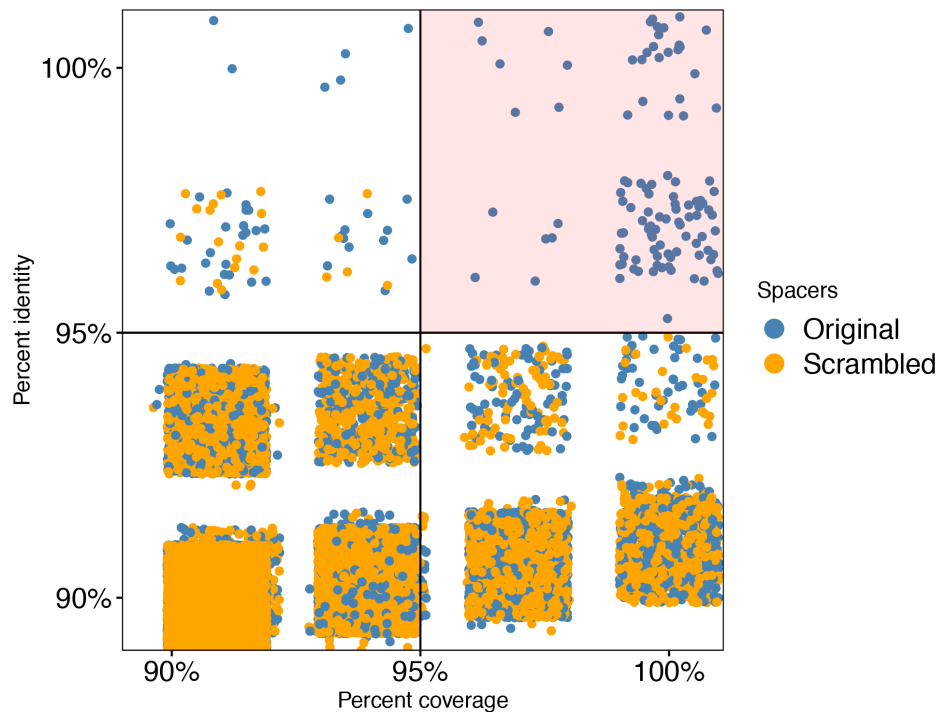 100%
95%
90%
Percent identity
90%
95%
100%
Percent coverage
Spacers
Original
Scrambled